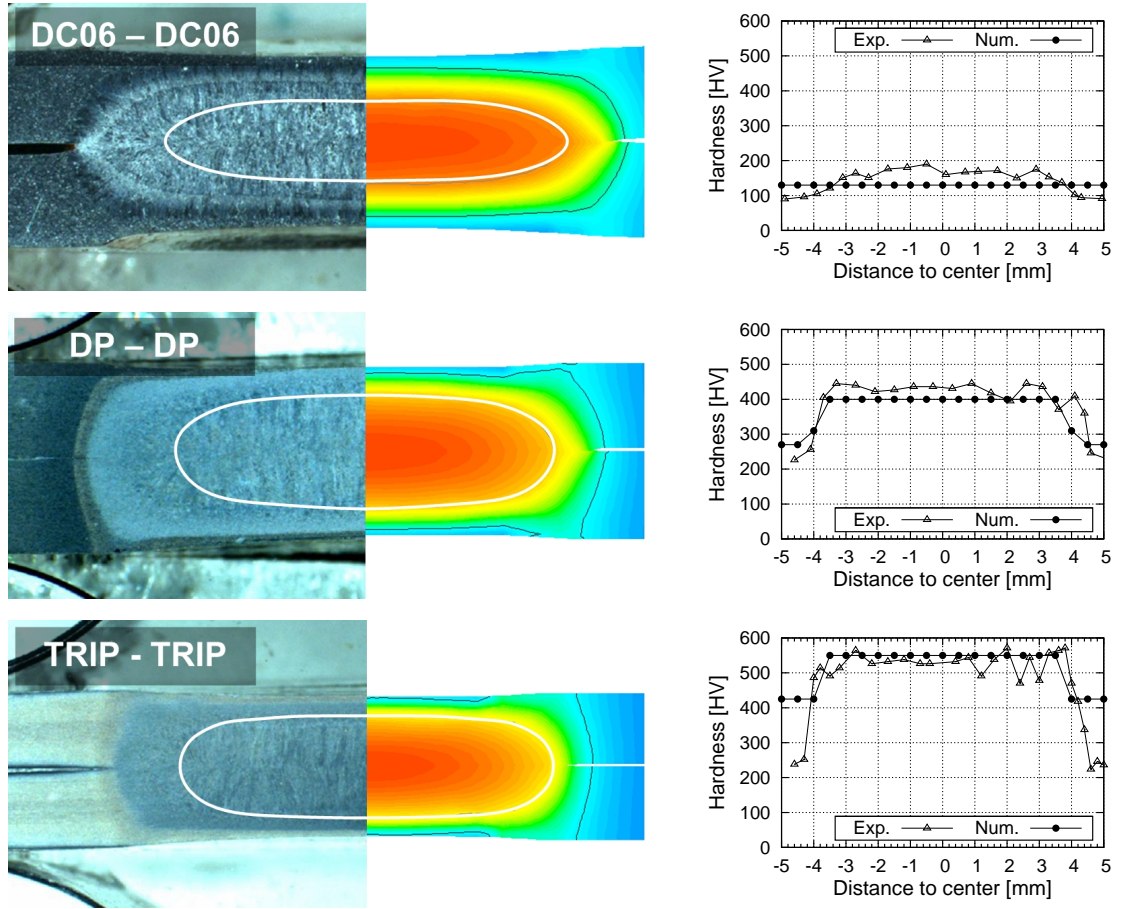 DC06 – DC06
Hardness [HV]
600
500
400
300
200
100
0
Exp.
Num.
-5 -4 -3 -2 -1 0 1 2 3 4 5
Distance to center [mm]
DP – DP
Hardness [HV]
600
500
400
300
200
100
0
Exp.
Num.
-5 -4 -3 -2 -1 0 1 2 3 4 5
Distance to center [mm]
TRIP - TRIP
Hardness [HV]
600
500
400
300
200
100
0
Exp.
Num.
-5 -4 -3 -2 -1 0 1 2 3 4 5
Distance to center [mm]